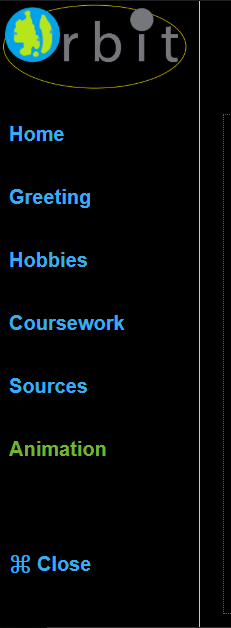 Orbit
Home
Greeting
Hobbies
Coursework
Sources
Animation
⌘ Close